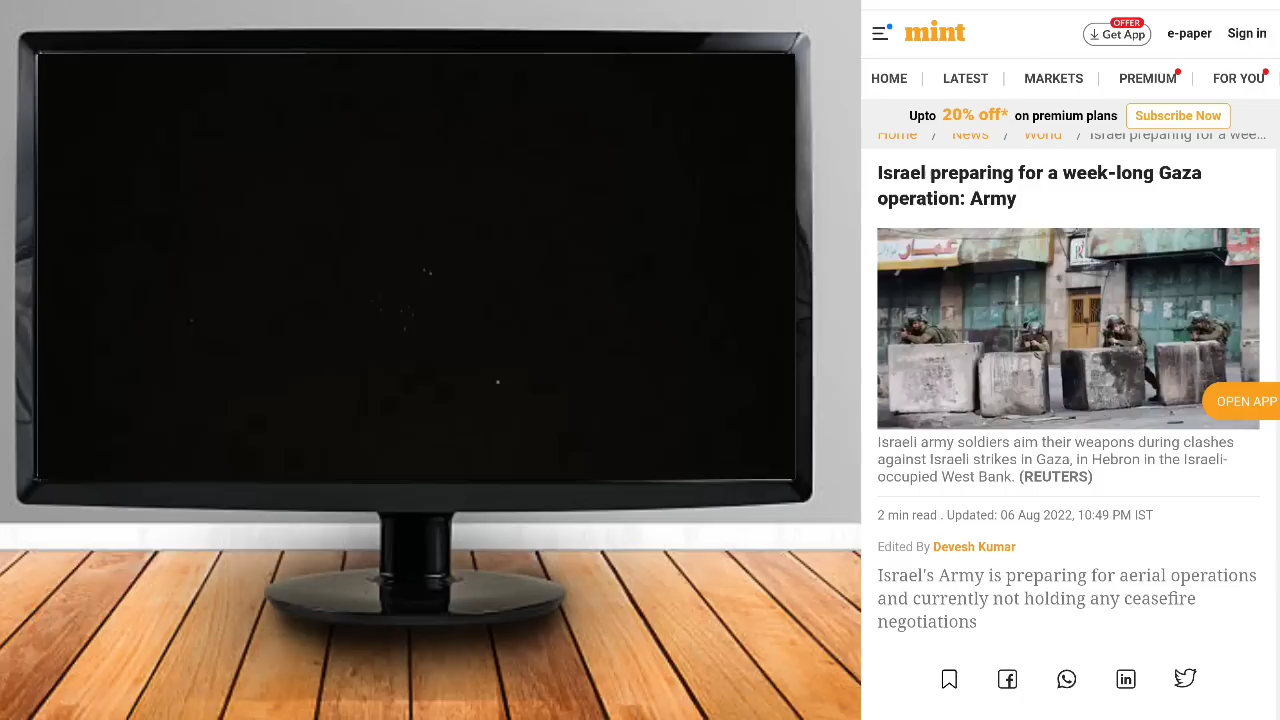 mint
OFFER
Get App
e-paper
Sign in
HOME
LATEST
MARKETS
PREMIUM
FOR YOU
Upto 20% off* on premium plans
Subscribe Now
Home / News / World / Israel preparing for a wee...
Israel preparing for a week-long Gaza
operation: Army
OPEN APP
Israeli army soldiers aim their weapons during clashes
against Israeli strikes in Gaza, in Hebron in the Israeli-
occupied West Bank. (REUTERS)
2 min read . Updated: 06 Aug 2022, 10:49 PM IST
Edited By Devesh Kumar
Israel's Army is preparing for aerial operations
and currently not holding any ceasefire
negotiations